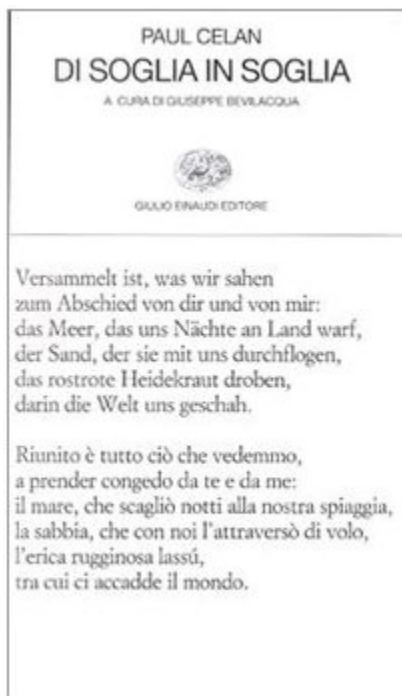 PAUL CELAN
DI SOGLIA IN SOGLIA
A CURA DI GIUSEPPE BEVILACQUA
GIULIO EINAUDI EDITORE
Versammelt ist, was wir sahen
zum Abschied von dir und von mir:
das Meer, das uns Nächte an Land warf,
der Sand, der sie mit uns durchflogen,
das rostrote Heidekraut droben,
darin die Welt uns geschah.
Riunito è tutto ciò che vedemmo,
a prender congedo da te e da me:
il mare, che scagliò notti alla nostra spiaggia,
la sabbia, che con noi l'attraversò di volo,
l'erica rugginosa lassú,
tra cui ci accadde il mondo.